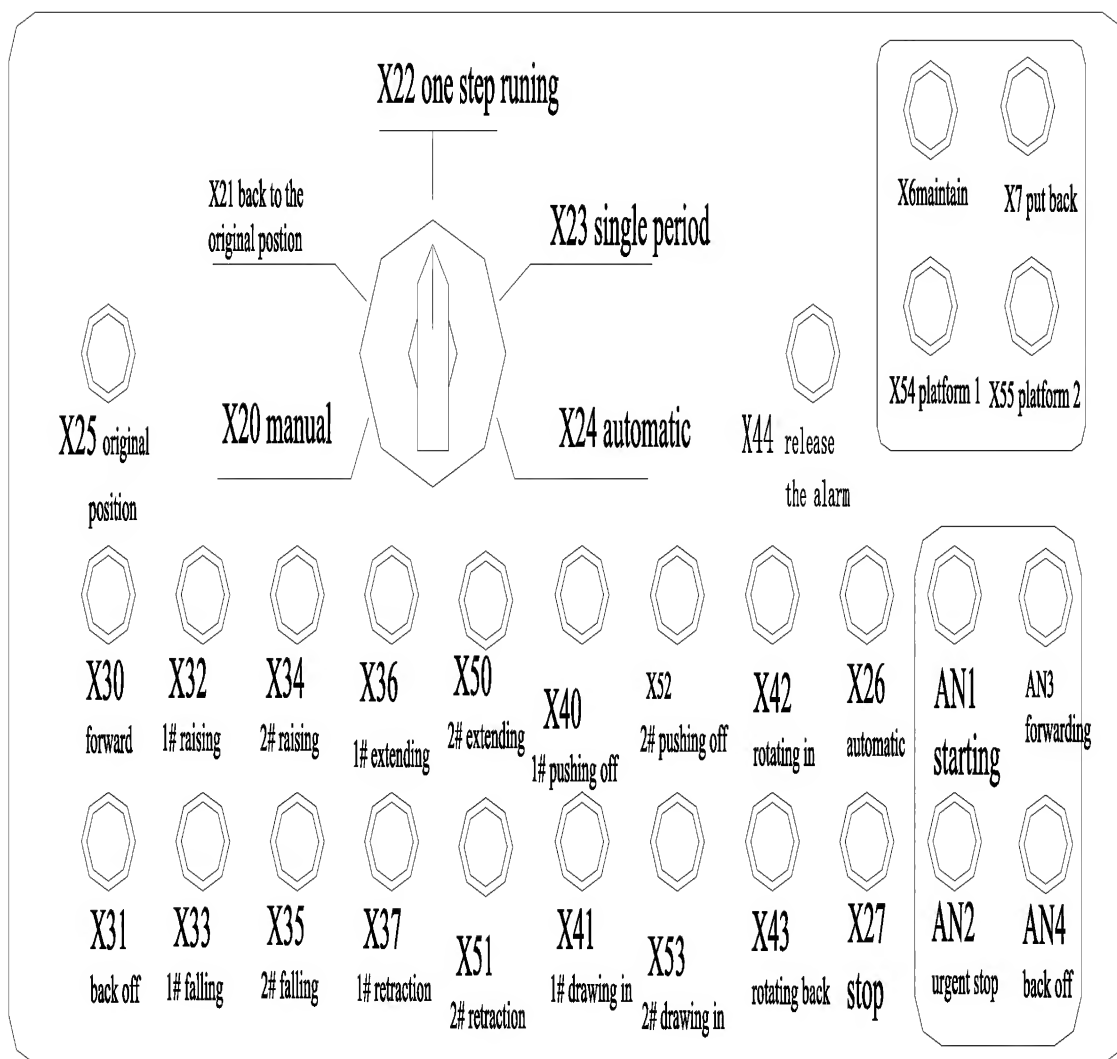 X22 one step runing
X21 back to the
original postion
X23 single period
X6maintain
X7 put back
X54 platform 1
X55 platform 2
X20 manual
X24 automatic
X25 original
position
X44 release
the alarm
X30
forward
X32
1# raising
X34
2# raising
X36
1# extending
X50
2# extending
X40
1# pushing off
X52
2# pushing off
X42
rotating in
X26
automatic
AN1
starting
AN3
forwarding
X31
back off
X33
1# falling
X35
2# falling
X37
1# retraction
X51
2# retraction
X41
1# drawing in
X53
2# drawing in
X43
rotating back
X27
stop
AN2
urgent stop
AN4
back off